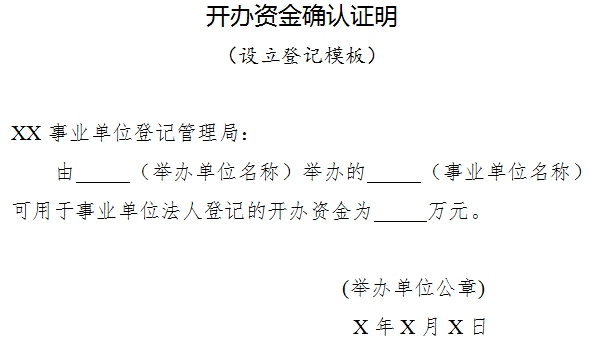 开办资金确认证明
（设立登记模板）
XX 事业单位登记管理局：
由_____（举办单位名称）举办的_____（事业单位名称）
可用于事业单位法人登记的开办资金为_____万元。
(举办单位公章)
X 年 X 月 X 日